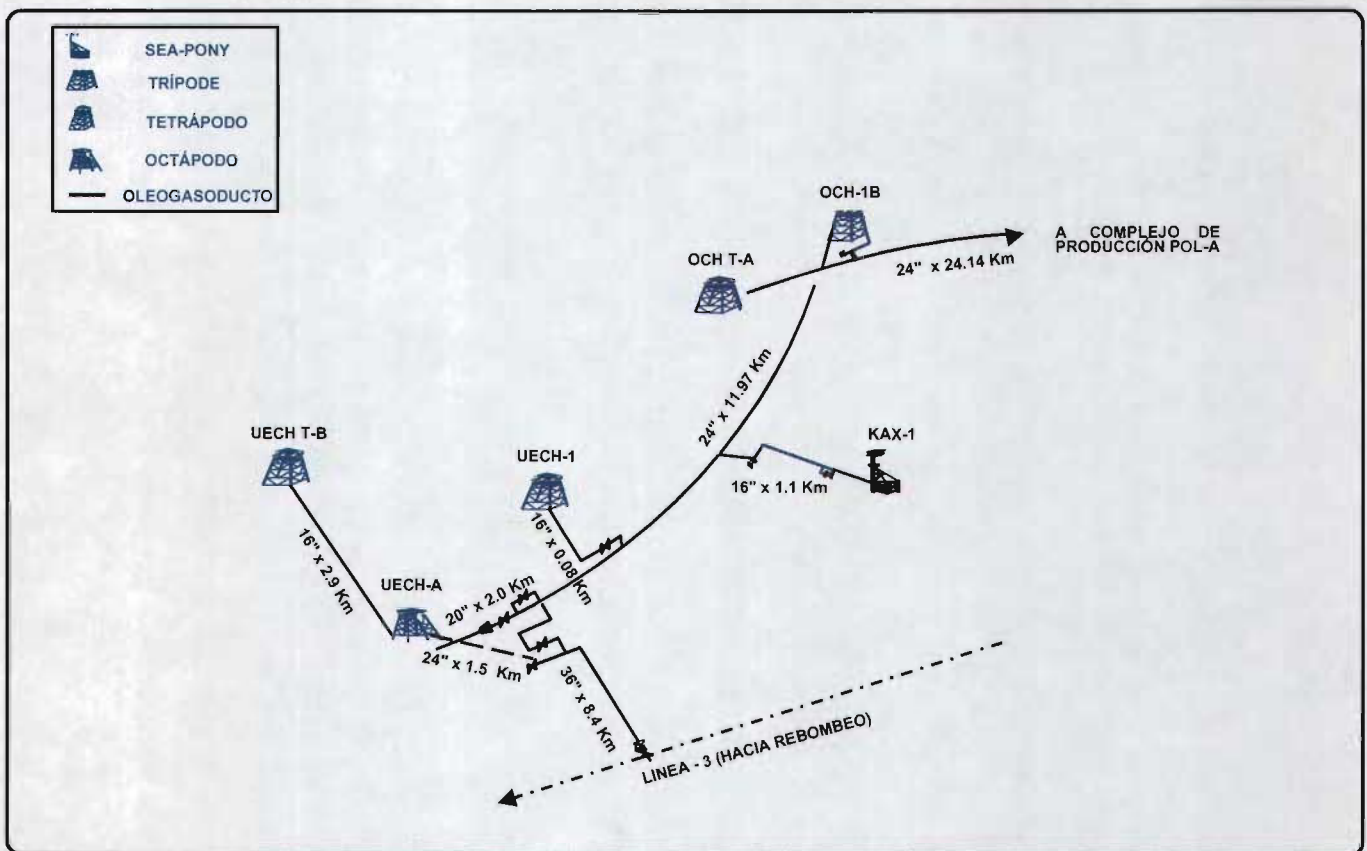 SEA-PONY
TRÍPODE
TETRÁPODO
OCTÁPODO
OLEOGASODUCTO
OCH-1B
A COMPLEJO DE
PRODUCCIÓN POL-A
OCH T-A
24" x 24.14 Km
24" x 11.97 Km
KAX-1
UECH T-B
UECH-1
16" x 1.1 Km
16" x 0.08 Km
16" x 2.9 Km
UECH-A
20" x 2.0 Km
24" x 1.5 Km
36" x 8.4 Km
LINEA - 3 (HACIA REBOMBEO)